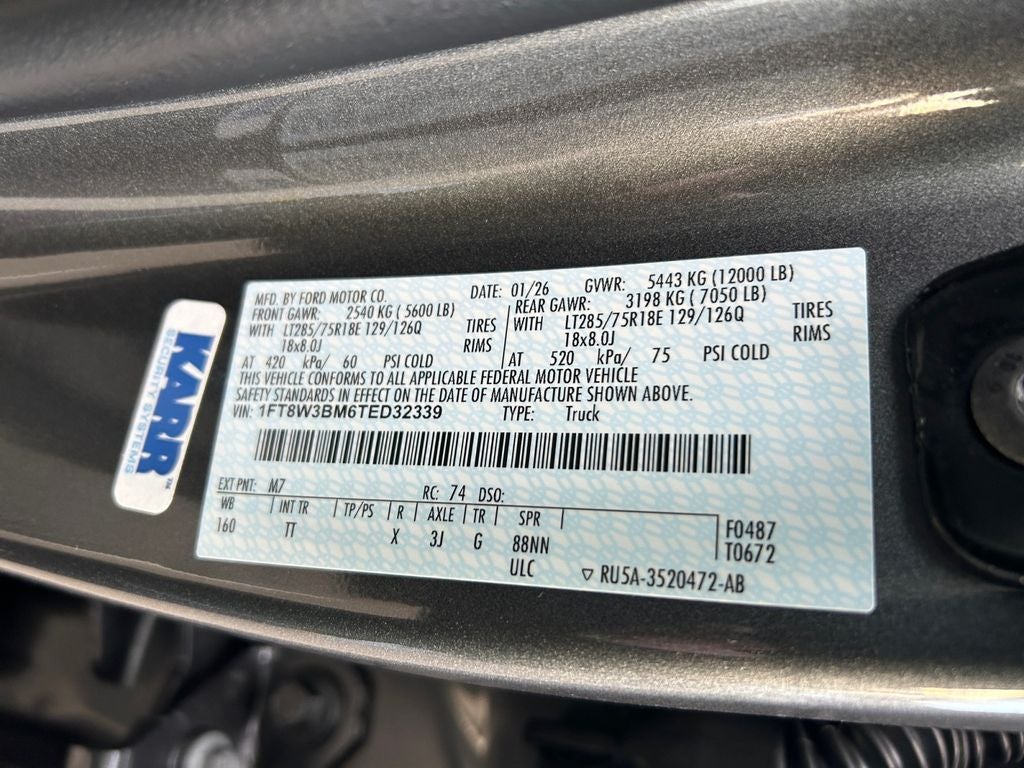 MFD. BY FORD MOTOR CO. DATE: 01/26 GVWR: 5443 KG (12000 LB)
FRONT GAWR: 2540 KG ( 5600 LB) REAR GAWR: 3198 KG ( 7050 LB)
WITH LT285/75R18E 129/126Q TIRES WITH LT285/75R18E 129/126Q TIRES
18x8.0J RIMS 18x8.0J RIMS
AT 420 kPa/ 60 PSI COLD AT 520 kPa/ 75 PSI COLD
THIS VEHICLE CONFORMS TO ALL APPLICABLE FEDERAL MOTOR VEHICLE
SAFETY STANDARDS IN EFFECT ON THE DATE OF MANUFACTURE SHOWN ABOVE.
VIN: 1FT8W3BM6TED32339 TYPE: Truck
EXT PNT: M7 RC: 74 DSO:
WB INT TR TP/PS R AXLE TR SPR
160 TT X 3J G 88NN
ULC
F0487
T0672
RU5A-3520472-AB
KARR
SECURITY SYSTEMS
TM